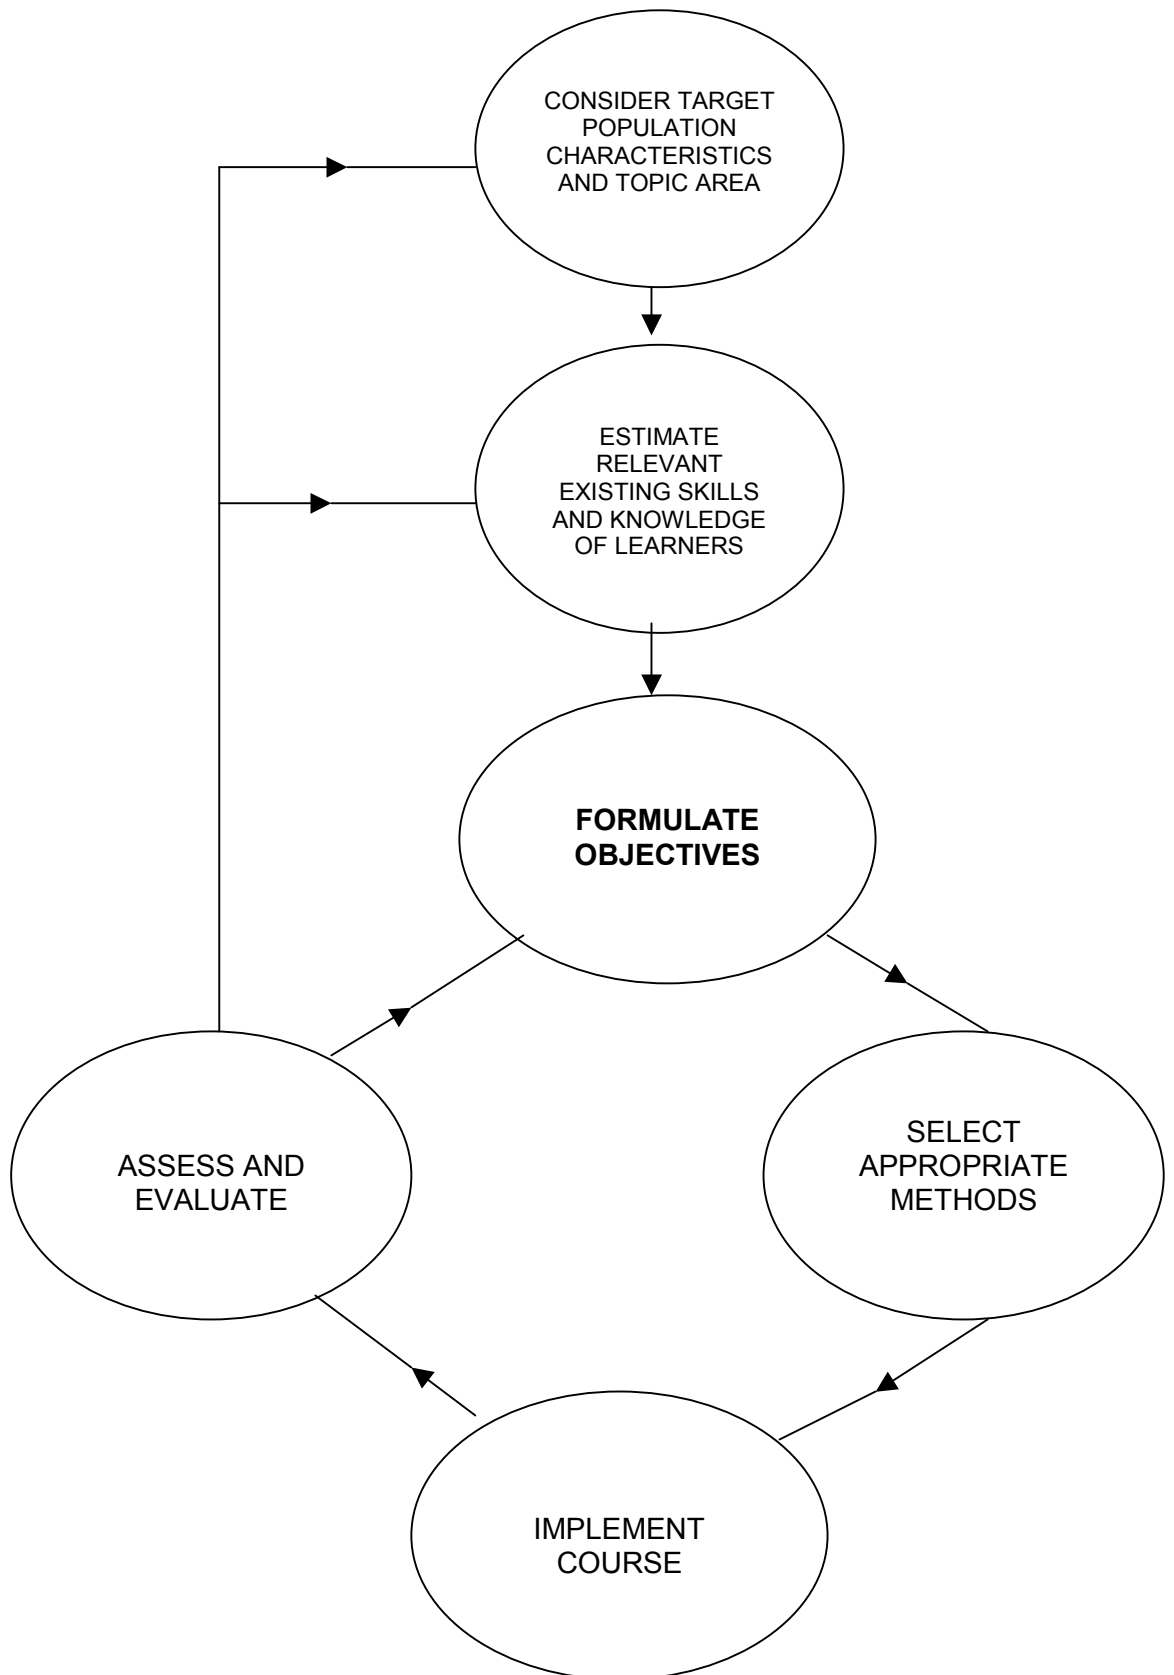 CONSIDER TARGET
POPULATION
CHARACTERISTICS
AND TOPIC AREA
ESTIMATE
RELEVANT
EXISTING SKILLS
AND KNOWLEDGE
OF LEARNERS
FORMULATE
OBJECTIVES
ASSESS AND
EVALUATE
SELECT
APPROPRIATE
METHODS
IMPLEMENT
COURSE